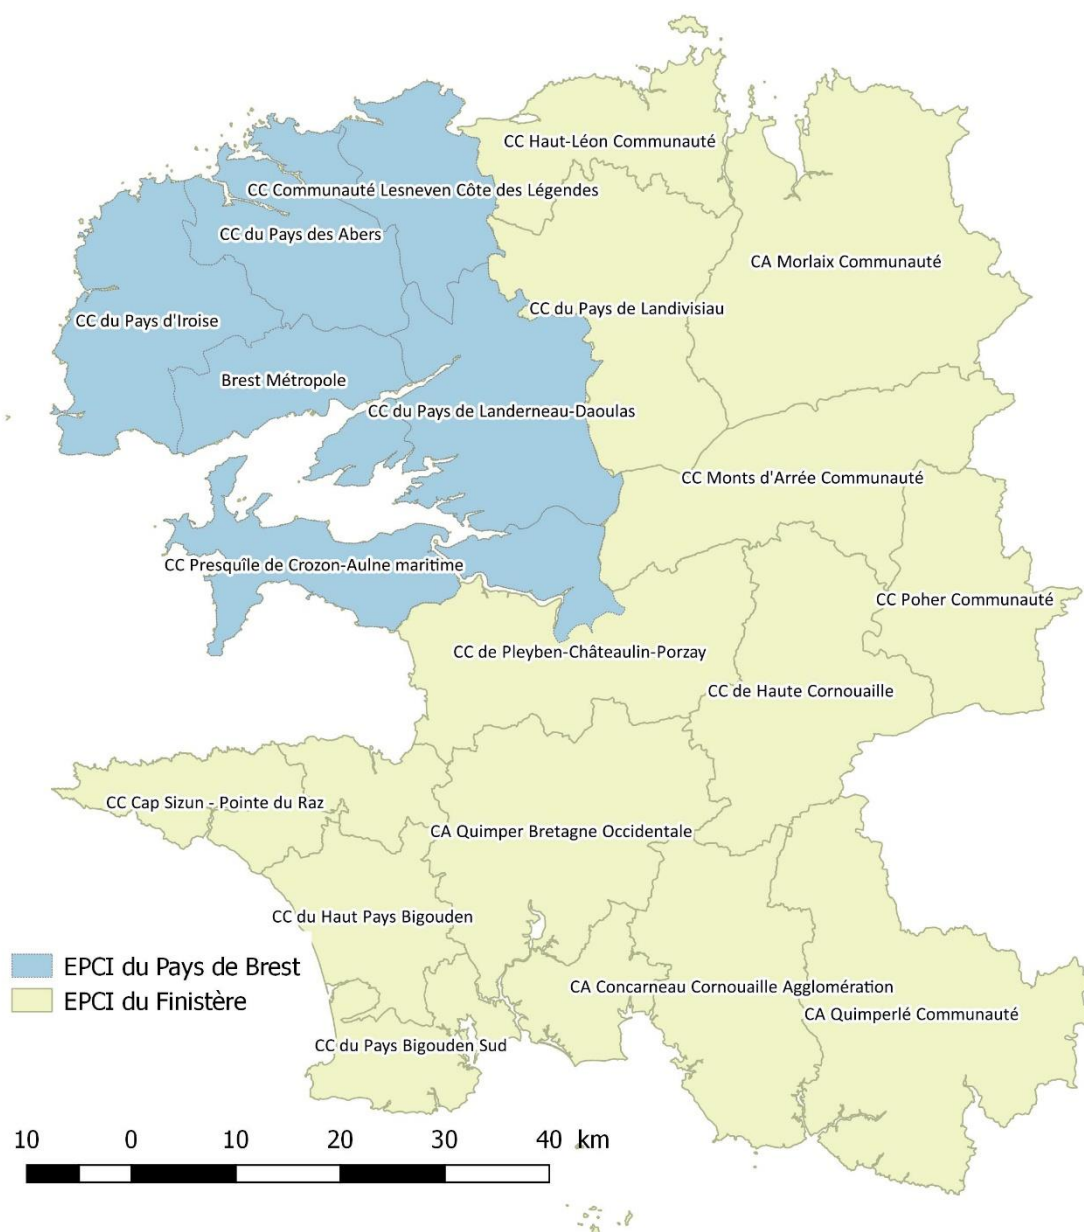 CC Haut-Léon Communauté
CC Communauté Lesneven Côte des Légendes
CC du Pays des Abers
CA Morlaix Communauté
CC du Pays de Landivisiau
CC du Pays d'Iroise
Brest Métropole
CC du Pays de Landerneau-Daoulas
CC Monts d'Arrée Communauté
CC Presquîle de Crozon-Aulne maritime
CC Poher Communauté
CC de Pleyben-Châteaulin-Porzay
CC de Haute Cornouaille
CC Cap Sizun - Pointe du Raz
CA Quimper Bretagne Occidentale
CC du Haut Pays Bigouden
EPCI du Pays de Brest
EPCI du Finistère
CA Concarneau Cornouaille Agglomération
CA Quimperlé Communauté
CC du Pays Bigouden Sud
10 0 10 20 30 40 km